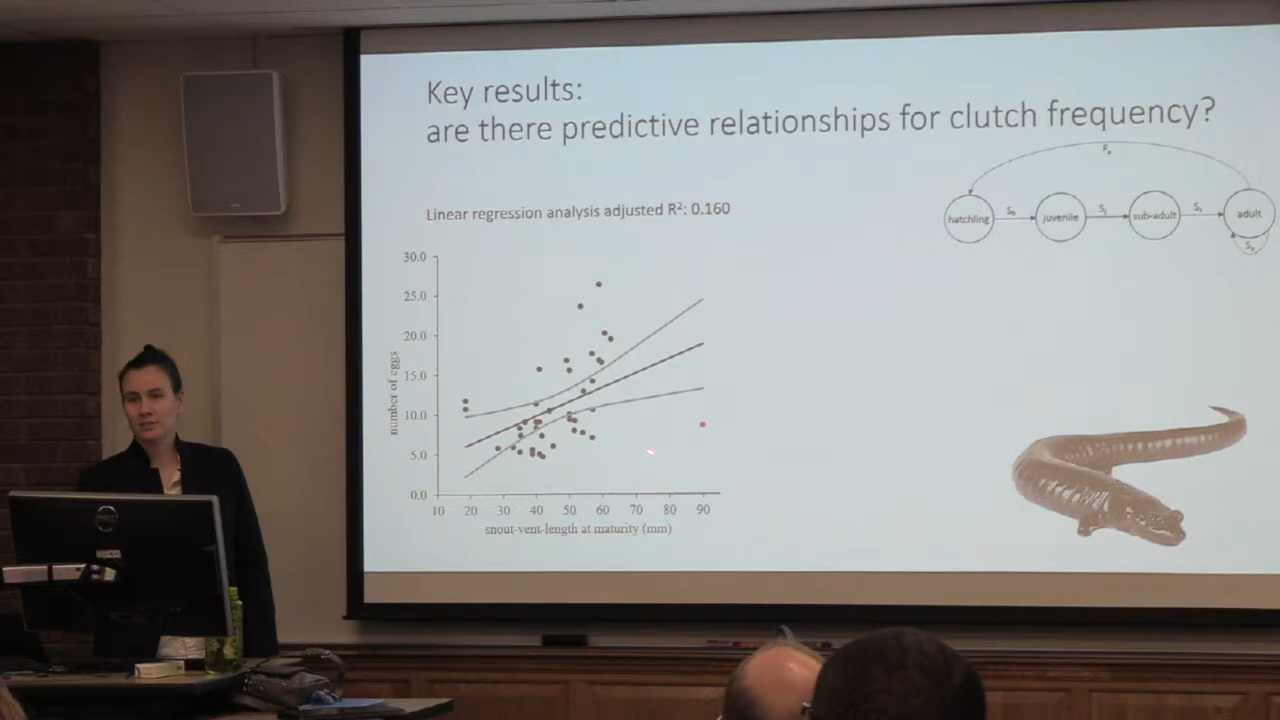 Key results:
are there predictive relationships for clutch frequency?
Linear regression analysis adjusted R²: 0.160
30.0
25.0
20.0
15.0
10.0
5.0
0.0
number of eggs
10 20 30 40 50 60 70 80 90
snout-vent-length at maturity (mm)
hatchling
juvenile
sub-adult
adult
DELL